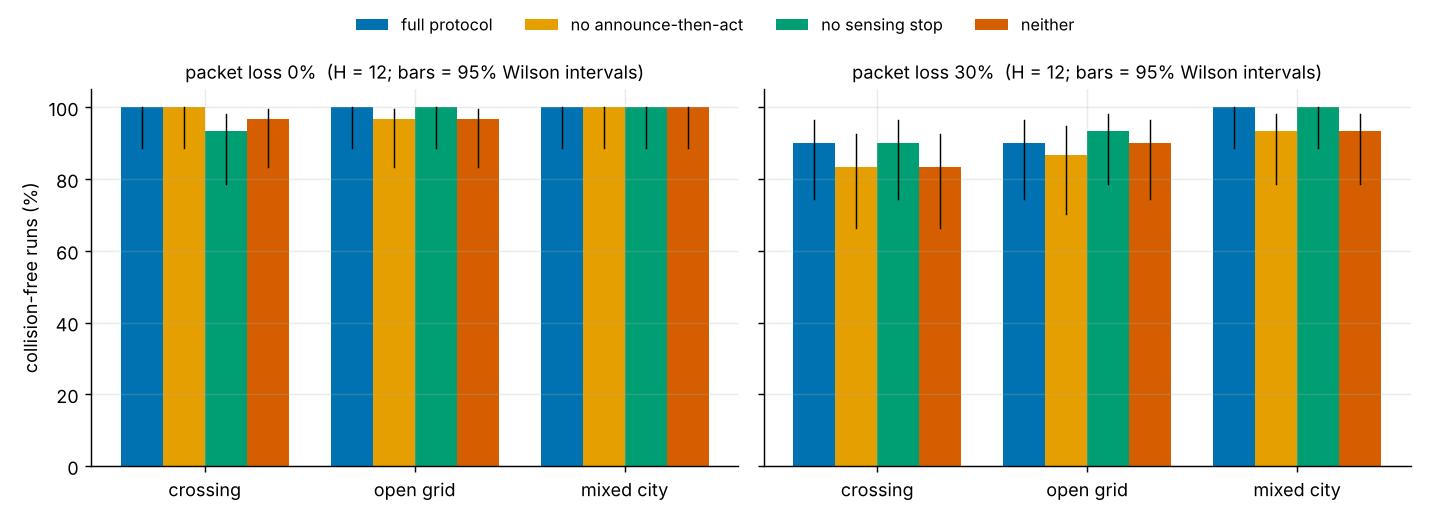 full protocol no announce-then-act no sensing stop neither
packet loss 0% (H = 12; bars = 95% Wilson intervals)
packet loss 30% (H = 12; bars = 95% Wilson intervals)
collision-free runs (%)
100
80
60
40
20
0
crossing open grid mixed city
crossing open grid mixed city